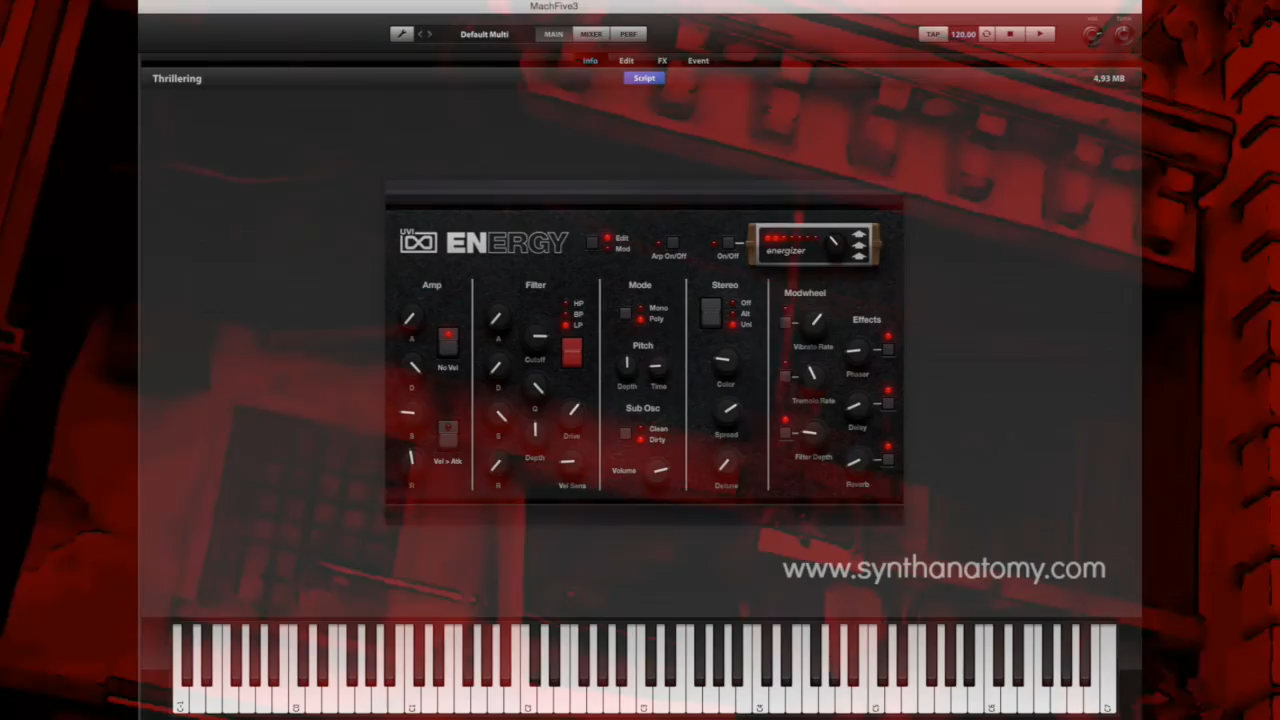 MachFive3
Default Multi
MAIN MIXER PERF
TAP 120,00
Info Edit FX Event
Thrillering
Script
4,93 MB
UVI ENERGY
Edit
Mod
Arp On/Off
On/Off
energizer
Amp
A
D
S
R
No Vel
Vel > Atk
Filter
A
D
S
R
HP
BP
LP
Cutoff
Q
Depth
Drive
Vel Sens
Mode
Mono
Poly
Pitch
Depth Time
Sub Osc
Clean
Dirty
Volume
Stereo
Off
Alt
Uni
Color
Spread
Detune
Modwheel
Vibrato Rate
Tremolo Rate
Filter Depth
Effects
Phaser
Delay
Reverb
www.synthanatomy.com